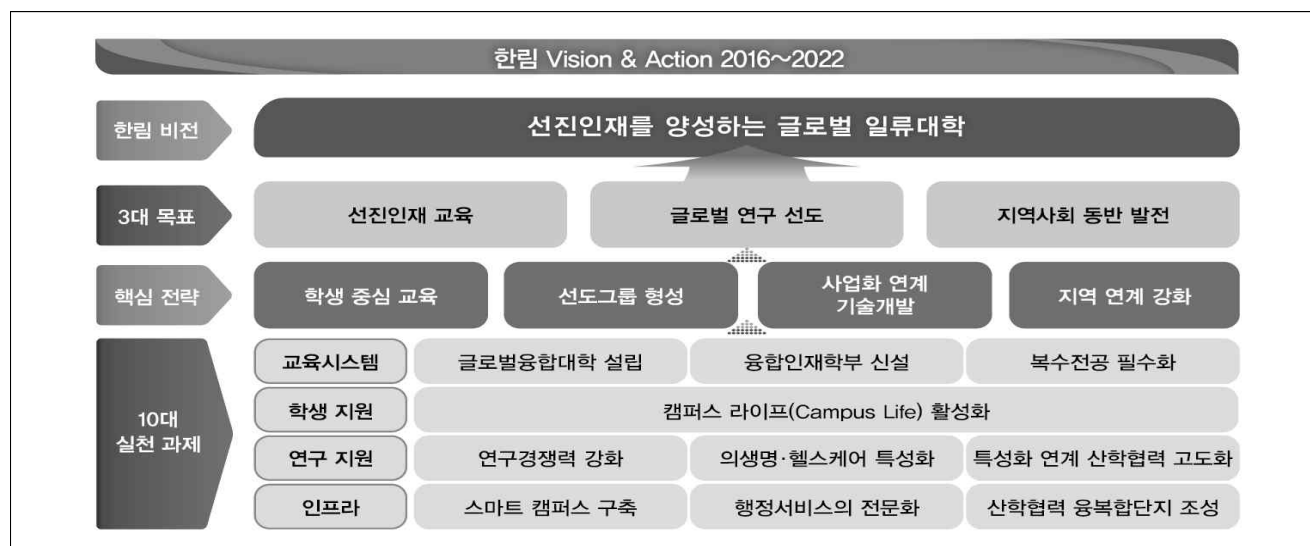 한림 Vision & Action 2016~2022
한림 비전
선진인재를 양성하는 글로벌 일류대학
3대 목표
선진인재 교육
글로벌 연구 선도
지역사회 동반 발전
핵심 전략
학생 중심 교육
선도그룹 형성
사업화 연계
기술개발
지역 연계 강화
10대
실천 과제
교육시스템
글로벌융합대학 설립
융합인재학부 신설
복수전공 필수화
학생 지원
캠퍼스 라이프(Campus Life) 활성화
연구 지원
연구경쟁력 강화
의생명·헬스케어 특성화
특성화 연계 산학협력 고도화
인프라
스마트 캠퍼스 구축
행정서비스의 전문화
산학협력 융복합단지 조성